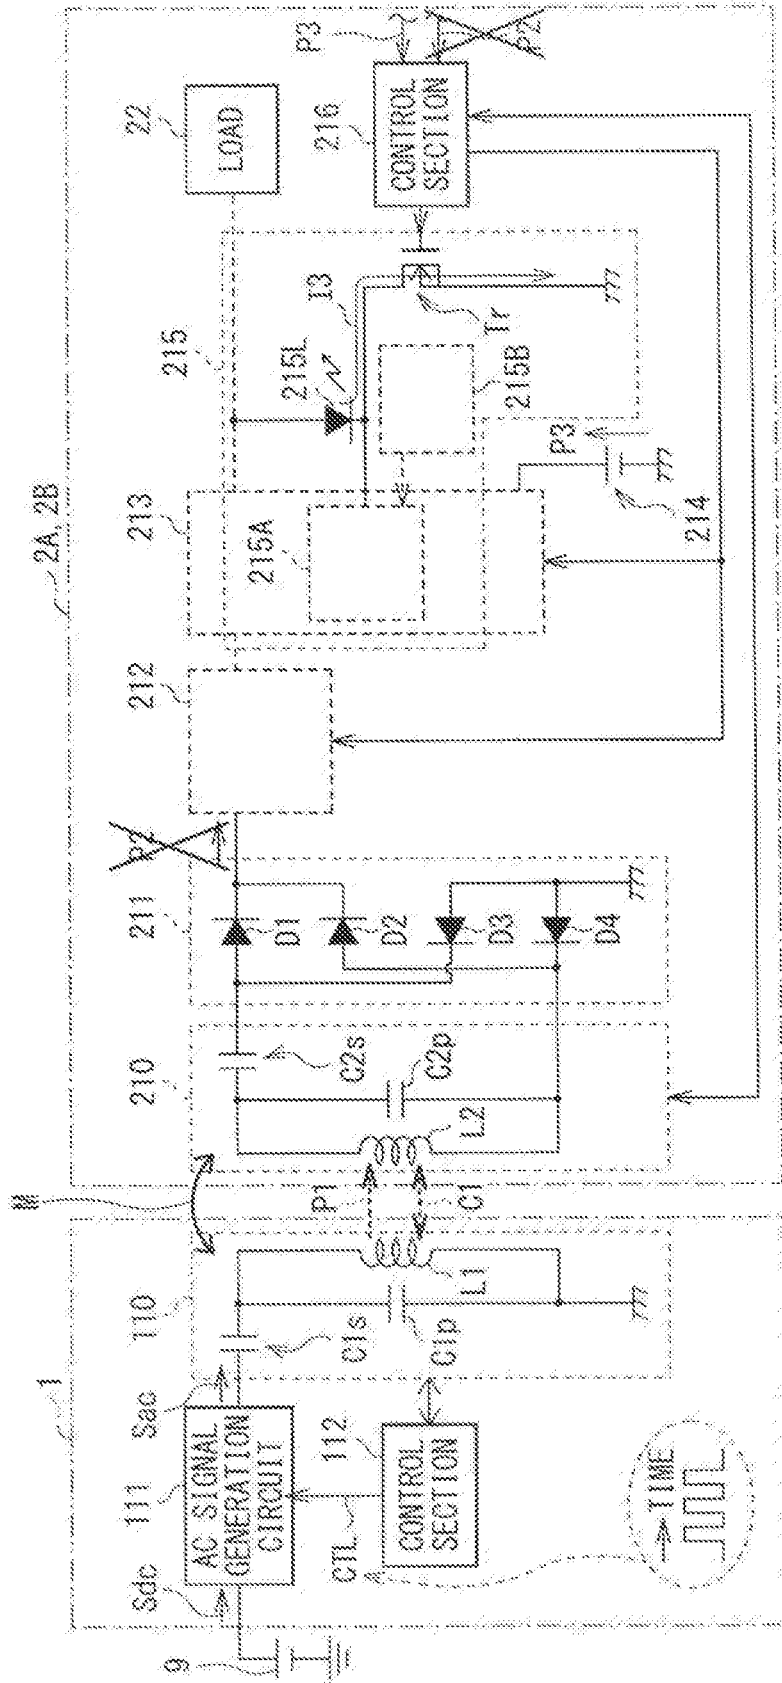 1
2A, 2B
M
9
Sdc
111
AC SIGNAL
GENERATION
CIRCUIT
Sac
110
C1s
C1p
L1
P1
C1
112
CONTROL
SECTION
CTL
TIME
210
C2s
C2p
L2
211
P2
D1
D2
D3
D4
212
213
215A
214
P3
215
215L
215B
I3
Tr
22
LOAD
216
CONTROL
SECTION
P3
P2